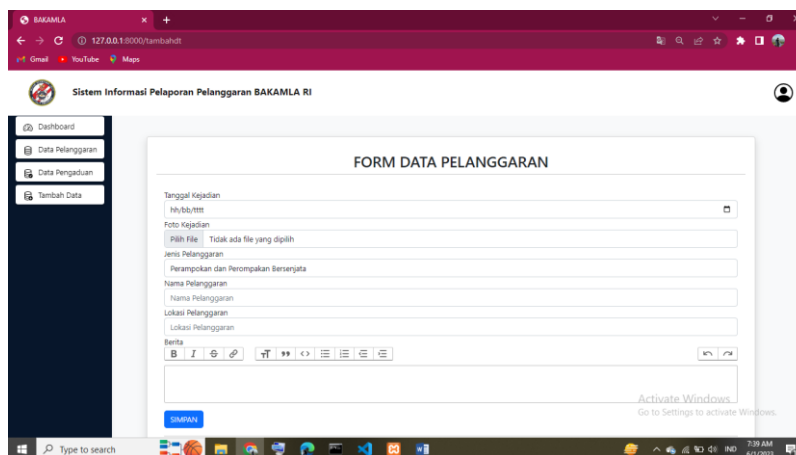 BAKAMLA
127.0.0.1:8000/tambahdt
Gmail YouTube Maps
Sistem Informasi Pelaporan Pelanggaran BAKAMLA RI
Dashboard
Data Pelanggaran
Data Pengaduan
Tambah Data
FORM DATA PELANGGARAN
Tanggal Kejadian
hh/bb/tttt
Foto Kejadian
Pilih File Tidak ada file yang dipilih
Jenis Pelanggaran
Perampokan dan Perompakan Bersenjata
Nama Pelanggaran
Nama Pelanggaran
Lokasi Pelanggaran
Lokasi Pelanggaran
Berita
B I S
SIMPAN
Activate Windows
Go to Settings to activate Windows.
Type to search
IND
7:39 AM
6/1/2023